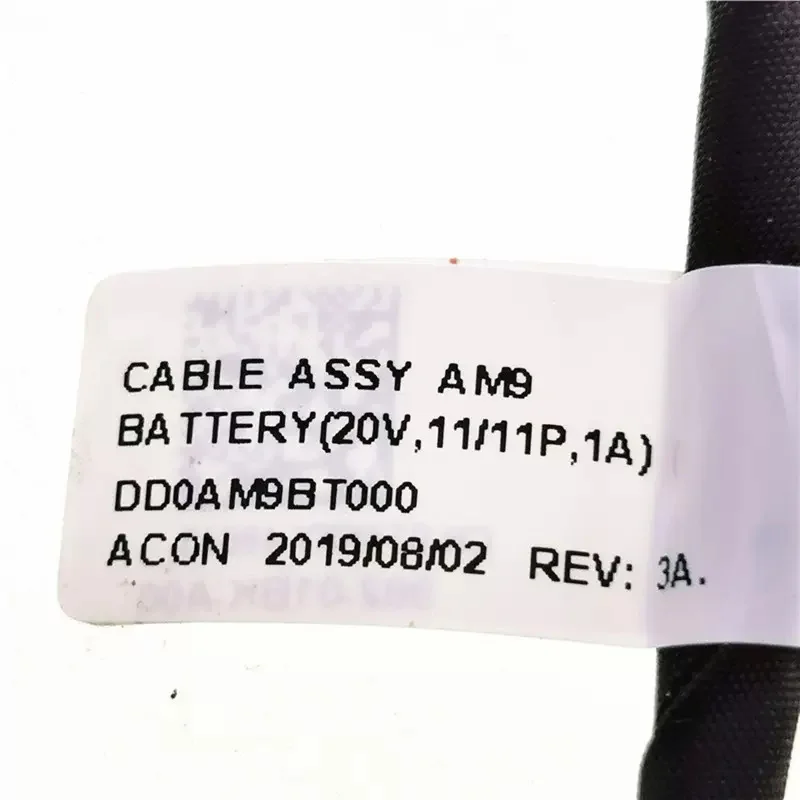 CABLE ASSY AM9
BATTERY(20V,11/11P,1A)
DD0AM9BT000
ACON 2019/08/02 REV: 3A.